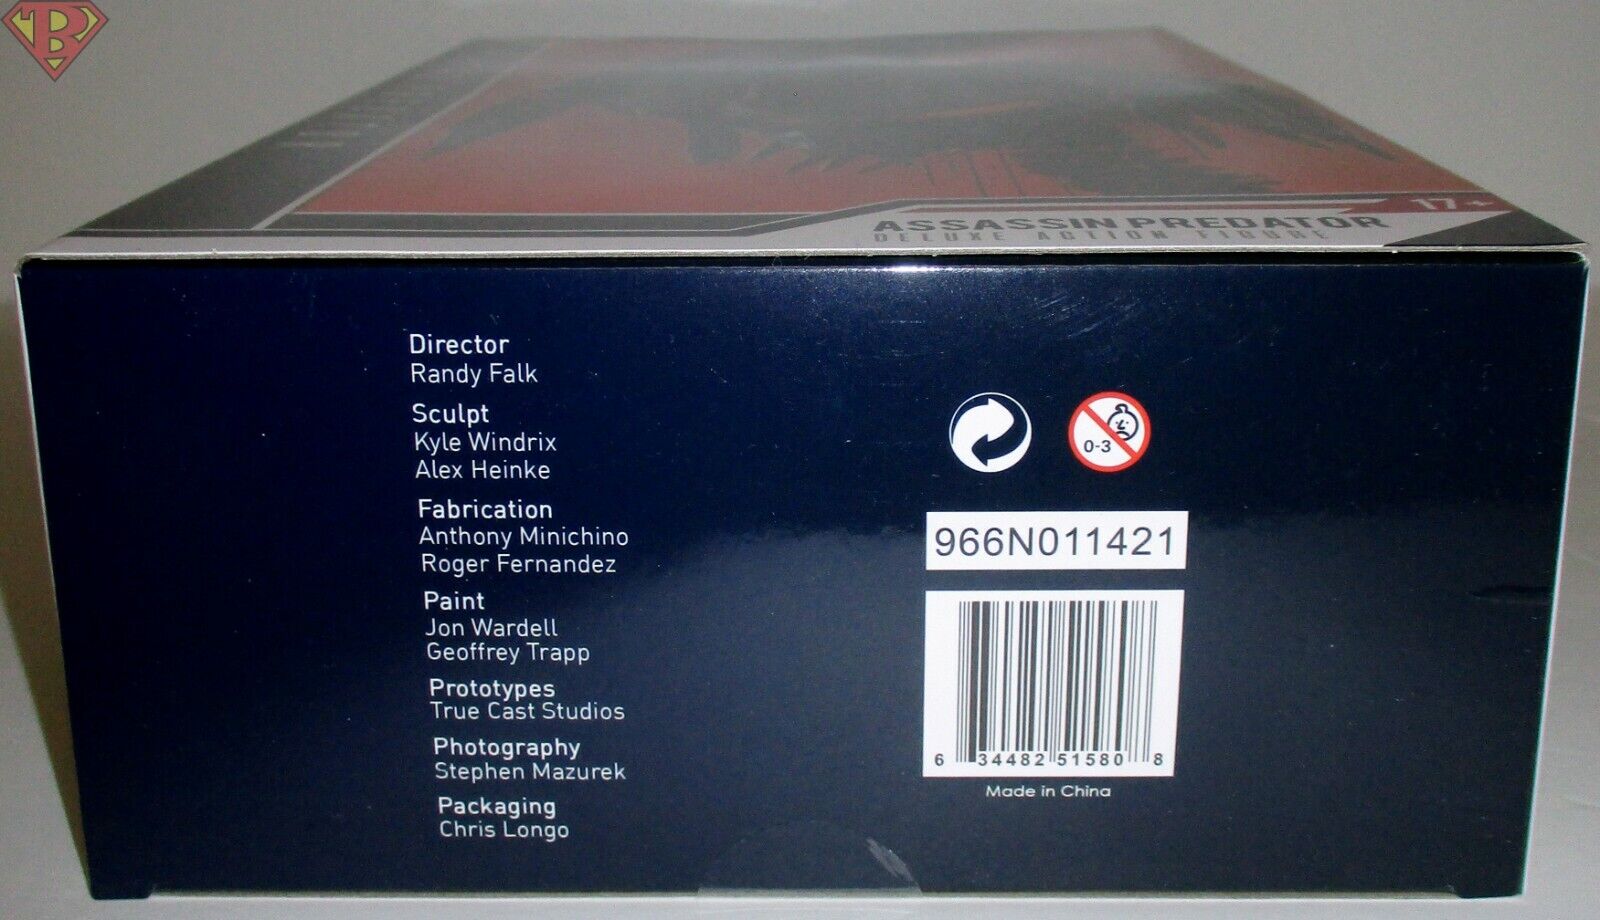 B
17+
ASSASSIN PREDATOR
DELUXE ACTION FIGURE
Director
Randy Falk
Sculpt
Kyle Windrix
Alex Heinke
Fabrication
Anthony Minichino
Roger Fernandez
Paint
Jon Wardell
Geoffrey Trapp
Prototypes
True Cast Studios
Photography
Stephen Mazurek
Packaging
Chris Longo
0-3
966N011421
6 34482 51580 8
Made in China